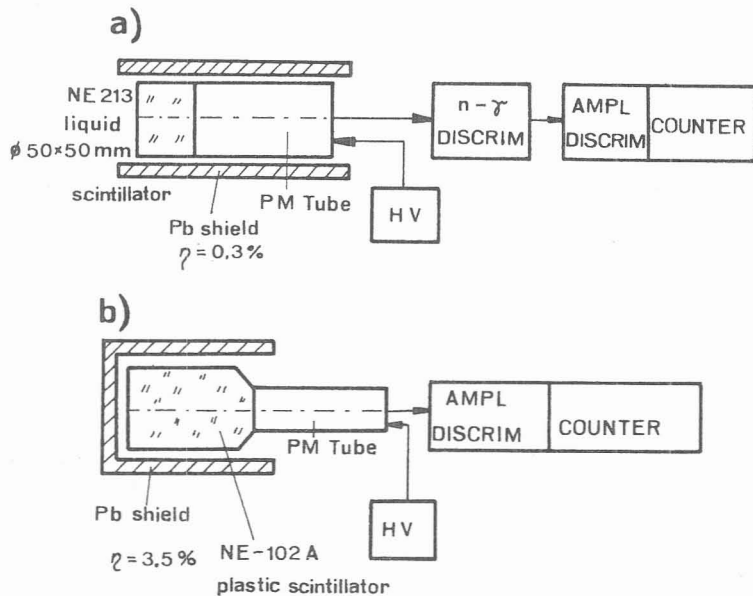 a)
NE 213
liquid
φ 50×50 mm
scintillator
Pb shield
η = 0,3 %
PM Tube
HV
n - γ
DISCRIM
AMPL
DISCRIM
COUNTER
b)
Pb shield
η = 3,5 %
NE-102 A
plastic scintillator
PM Tube
HV
AMPL
DISCRIM
COUNTER